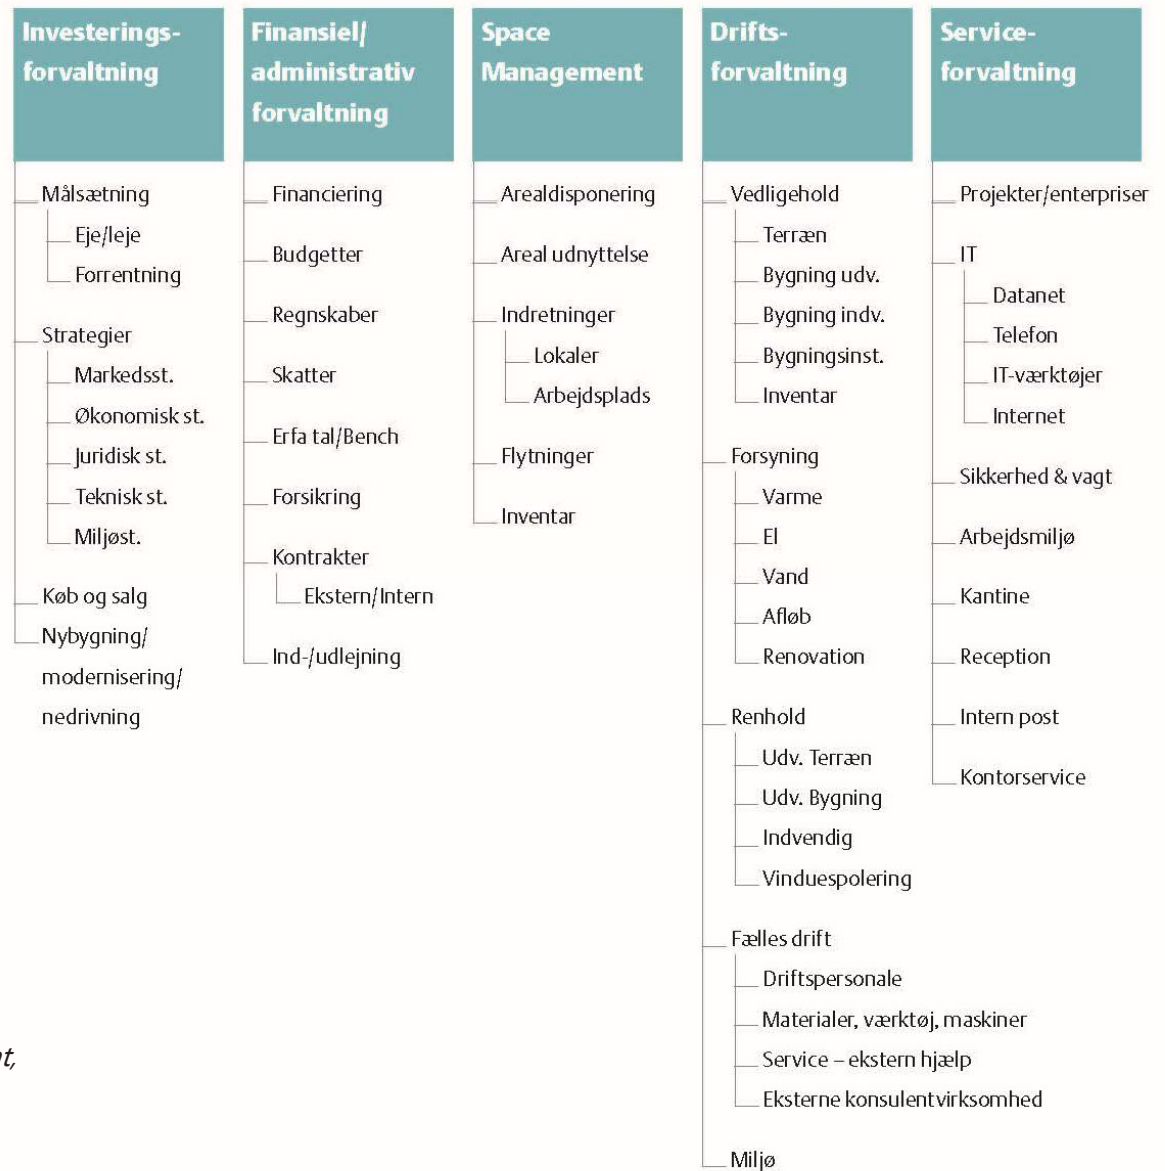 Investerings-
forvaltning
Målsætning
Eje/leje
Forrentning
Strategier
Markedsst.
Økonomisk st.
Juridisk st.
Teknisk st.
Miljøst.
Køb og salg
Nybygning/
modernisering/
nedrivning
Finansiel/
administrativ
forvaltning
Financiering
Budgetter
Regnskaber
Skatter
Erfa tal/Bench
Forsikring
Kontrakter
Ekstern/Intern
Ind-/udlejning
Space
Management
Arealdisponering
Areal udnyttelse
Indretninger
Lokaler
Arbejdsplads
Flytninger
Inventar
Drifts-
forvaltning
Vedligehold
Terræn
Bygning udv.
Bygning indv.
Bygningsinst.
Inventar
Forsyning
Varme
El
Vand
Afløb
Renovation
Renhold
Udv. Terræn
Udv. Bygning
Indvendig
Vinduespolering
Fælles drift
Driftspersonale
Materialer, værktøj, maskiner
Service – ekstern hjælp
Eksterne konsulentvirksomhed
Miljø
Service-
forvaltning
Projekter/enterpriser
IT
Datanet
Telefon
IT-værktøjer
Internet
Sikkerhed & vagt
Arbejdsmiljø
Kantine
Reception
Intern post
Kontorservice